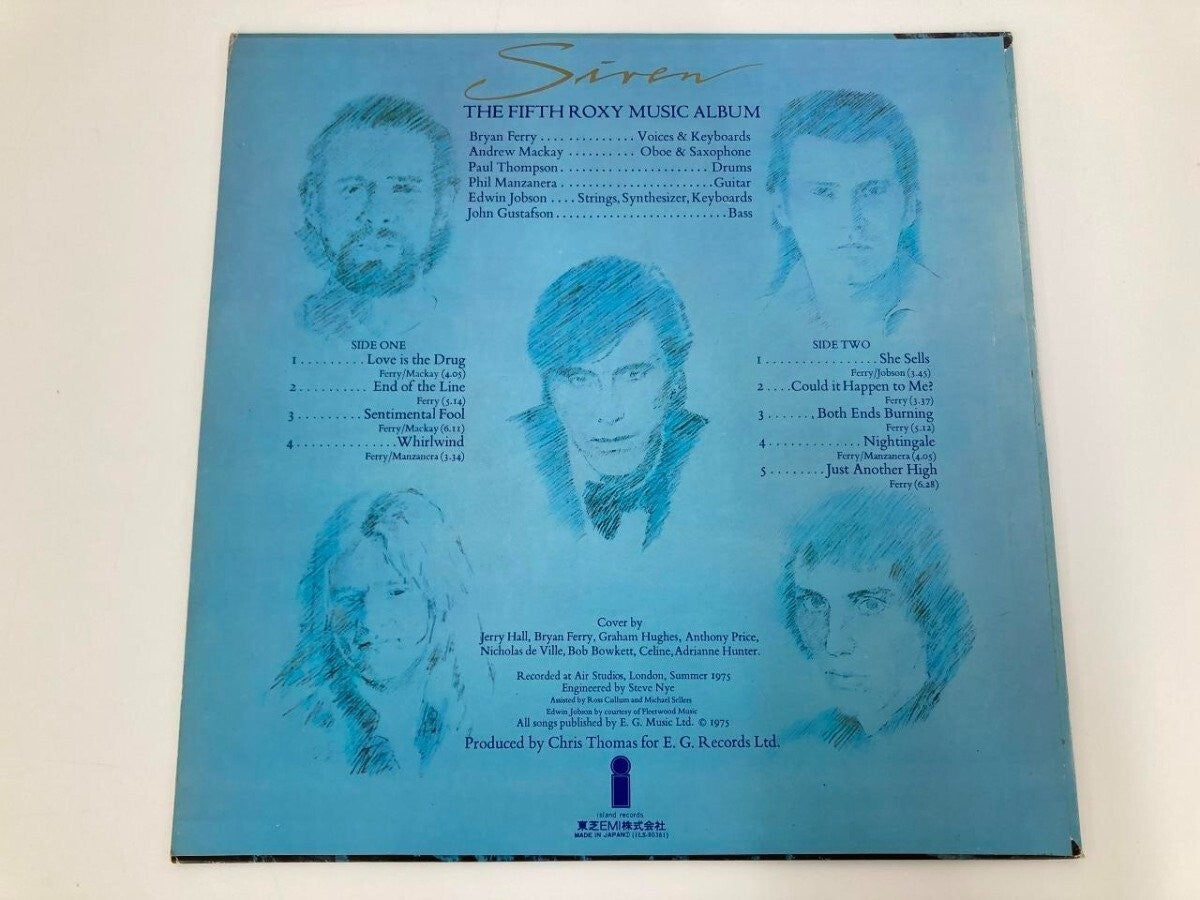 Siren
THE FIFTH ROXY MUSIC ALBUM
Bryan Ferry ............. Voices & Keyboards
Andrew Mackay .......... Oboe & Saxophone
Paul Thompson...................... Drums
Phil Manzanera ......................Guitar
Edwin Jobson .... Strings, Synthesizer, Keyboards
John Gustafson.........................Bass
SIDE ONE
1 .........Love is the Drug
Ferry/Mackay (4.05)
2 .......... End of the Line
Ferry (5.14)
3 .........Sentimental Fool
Ferry/Mackay (6.11)
4 .............Whirlwind
Ferry/Manzanera (3.34)
SIDE TWO
1 ................She Sells
Ferry/Jobson (3.45)
2 ....Could it Happen to Me?
Ferry (3.37)
3 ....... Both Ends Burning
Ferry (5.12)
4 ............ Nightingale
Ferry/Manzanera (4.05)
5 ........Just Another High
Ferry (6.28)
Cover by
Jerry Hall, Bryan Ferry, Graham Hughes, Anthony Price,
Nicholas de Ville, Bob Bowkett, Celine, Adrianne Hunter.
Recorded at Air Studios, London, Summer 1975
Engineered by Steve Nye
Assisted by Ross Cullum and Michael Sellers
Edwin Jobson by courtesy of Fleetwood Music
All songs published by E. G. Music Ltd. © 1975
Produced by Chris Thomas for E. G. Records Ltd.
island records
東芝EMI株式会社
MADE IN JAPAN (ILS-80381)